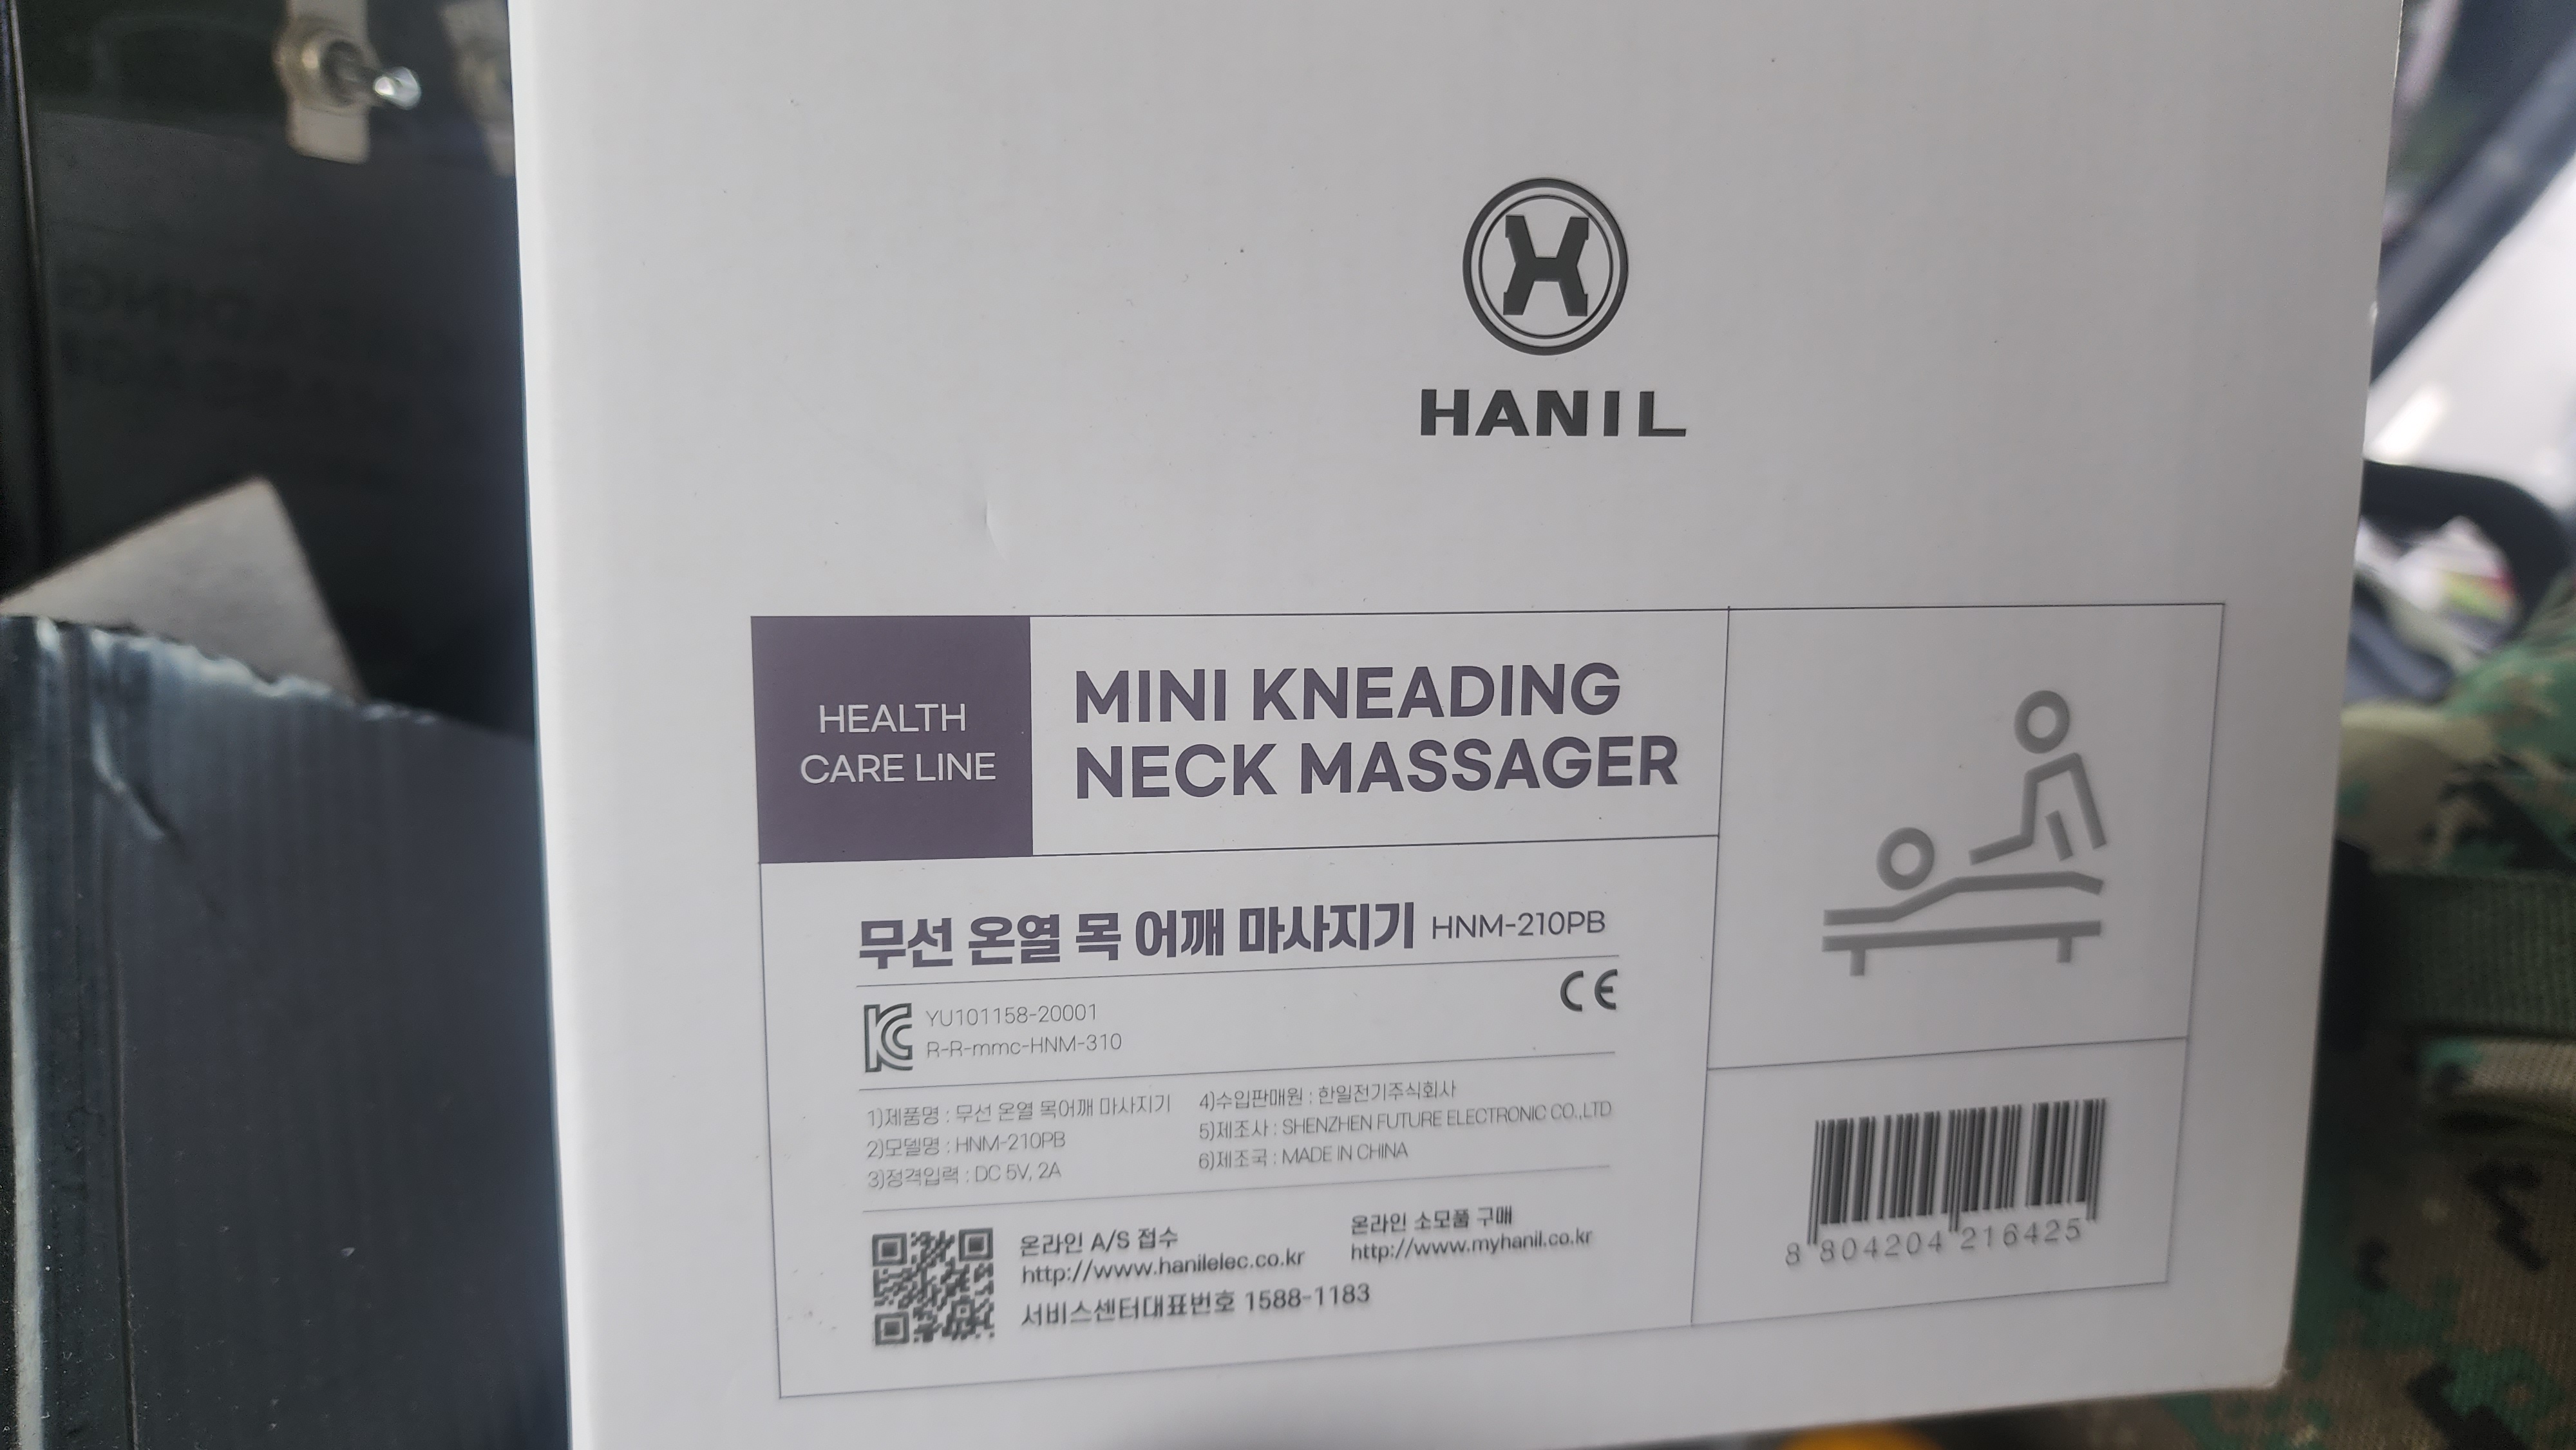 HANIL
HEALTH
CARE LINE
MINI KNEADING
NECK MASSAGER
무선 온열 목 어깨 마사지기 HNM-210PB
YU101158-20001
R-R-mmc-HNM-310
CE
1)제품명 : 무선 온열 목어깨 마사지기
2)모델명 : HNM-210PB
3)정격입력 : DC 5V, 2A
4)수입판매원 : 한일전기주식회사
5)제조사 : SHENZHEN FUTURE ELECTRONIC CO.,LTD
6)제조국 : MADE IN CHINA
온라인 A/S 접수
http://www.hanilelec.co.kr
온라인 소모품 구매
http://www.myhanil.co.kr
서비스센터대표번호 1588-1183
8 804204 216425